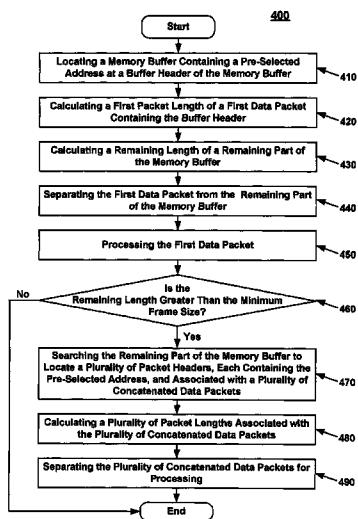 400
Start
Locating a Memory Buffer Containing a Pre-Selected
Address at a Buffer Header of the Memory Buffer
410
Calculating a First Packet Length of a First Data Packet
Containing the Buffer Header
420
Calculating a Remaining Length of a Remaining Part of
the Memory Buffer
430
Separating the First Data Packet from the Remaining Part
of the Memory Buffer
440
Processing the First Data Packet
450
Is the
Remaining Length Greater Than the Minimum
Frame Size?
460
No
Yes
Searching the Remaining Part of the Memory Buffer to
Locate a Plurality of Packet Headers, Each Containing the
Pre-Selected Address, and Associated with a Plurality of
Concatenated Data Packets
470
Calculating a Plurality of Packet Lengths Associated with
the Plurality of Concatenated Data Packets
480
Separating the Plurality of Concatenated Data Packets for
Processing
490
End